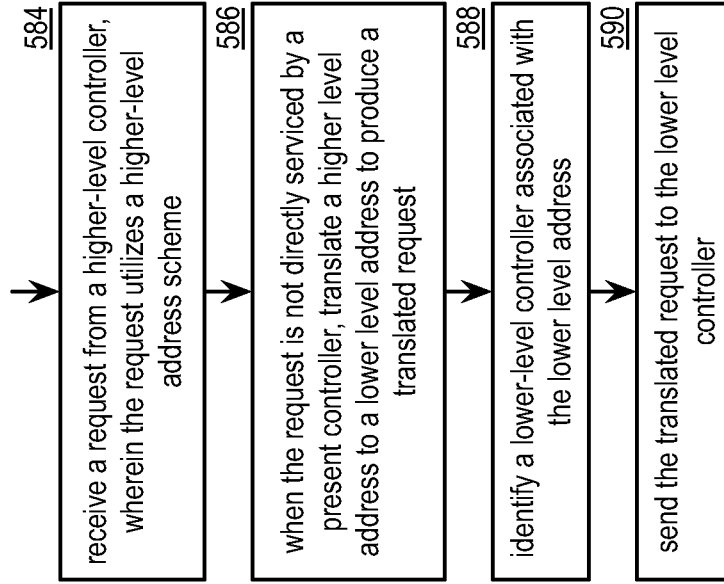 584
receive a request from a higher-level controller,
wherein the request utilizes a higher-level
address scheme
586
when the request is not directly serviced by a
present controller, translate a higher level
address to a lower level address to produce a
translated request
588
identify a lower-level controller associated with
the lower level address
590
send the translated request to the lower level
controller